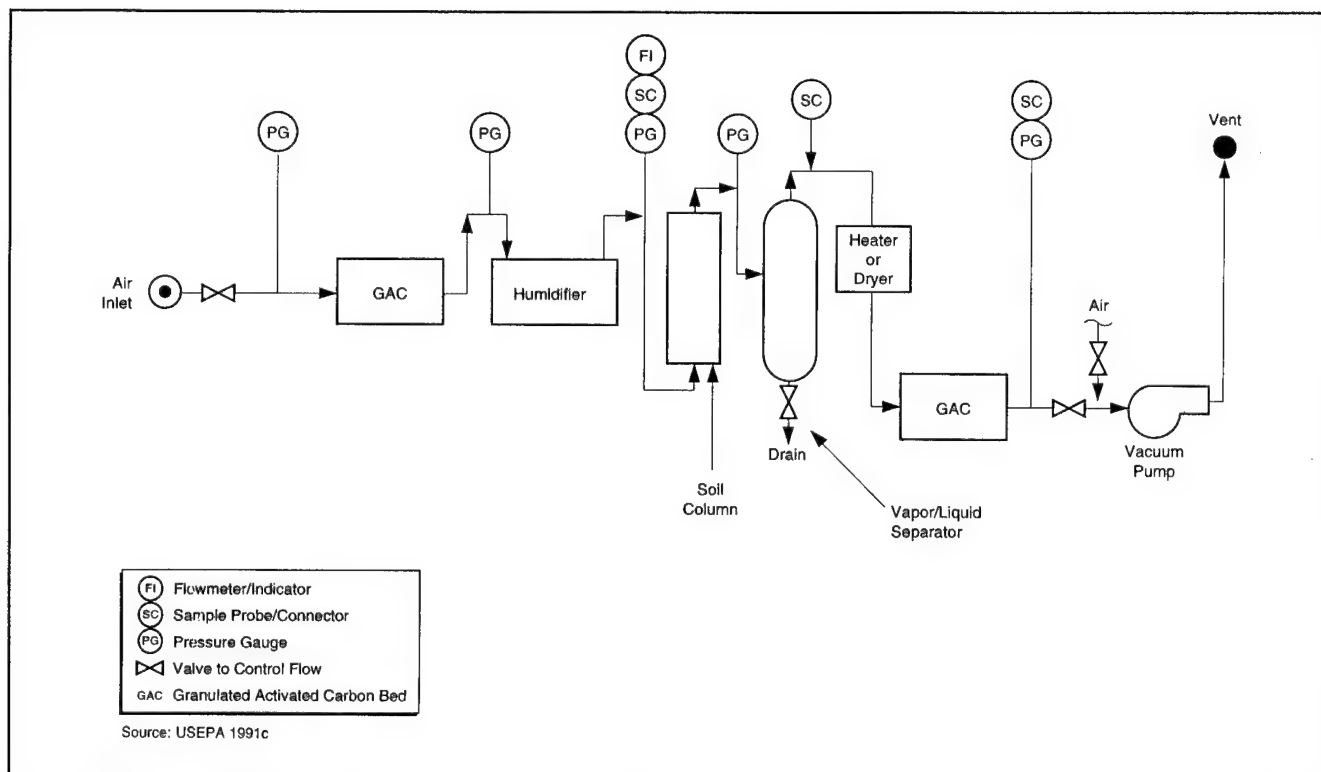 FI
SC
PG
PG
PG
PG
SC
SC
PG
Vent
Air
Inlet
GAC
Humidifier
Heater
or
Dryer
Air
GAC
Vacuum
Pump
Drain
Soil
Column
Vapor/Liquid
Separator
FI Flowmeter/Indicator
SC Sample Probe/Connector
PG Pressure Gauge
Valve to Control Flow
GAC Granulated Activated Carbon Bed
Source: USEPA 1991c